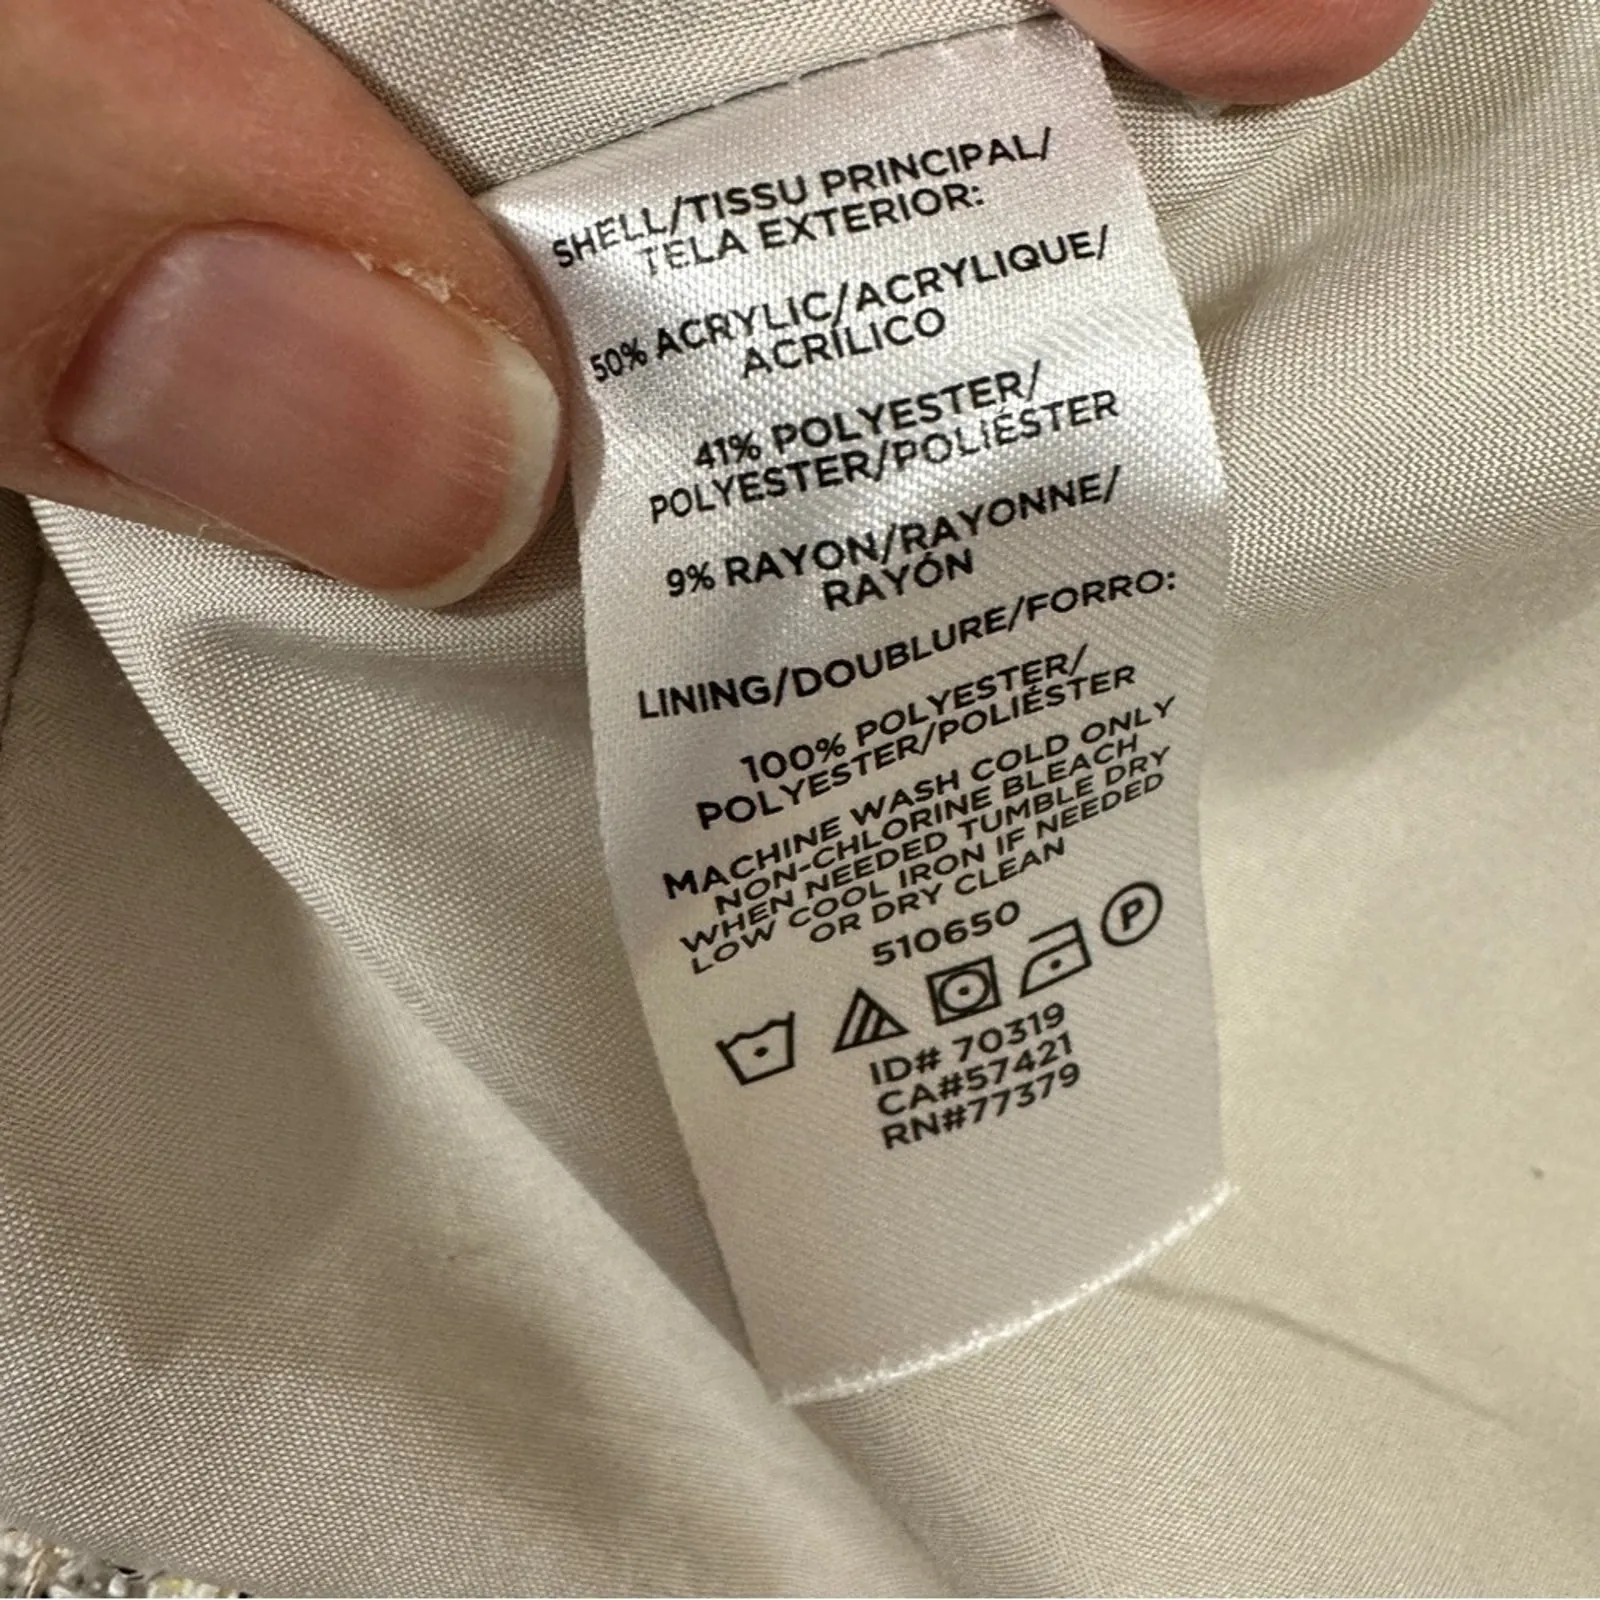 SHELL/TISSU PRINCIPAL/
TELA EXTERIOR:
50% ACRYLIC/ACRYLIQUE/
ACRÍLICO
41% POLYESTER/
POLYESTER/POLIÉSTER
9% RAYON/RAYONNE/
RAYÓN
LINING/DOUBLURE/FORRO:
100% POLYESTER/
POLYESTER/POLIÉSTER
MACHINE WASH COLD ONLY
NON-CHLORINE BLEACH
WHEN NEEDED TUMBLE DRY
LOW COOL IRON IF NEEDED
OR DRY CLEAN
510650
P
ID# 70319
CA#57421
RN#77379